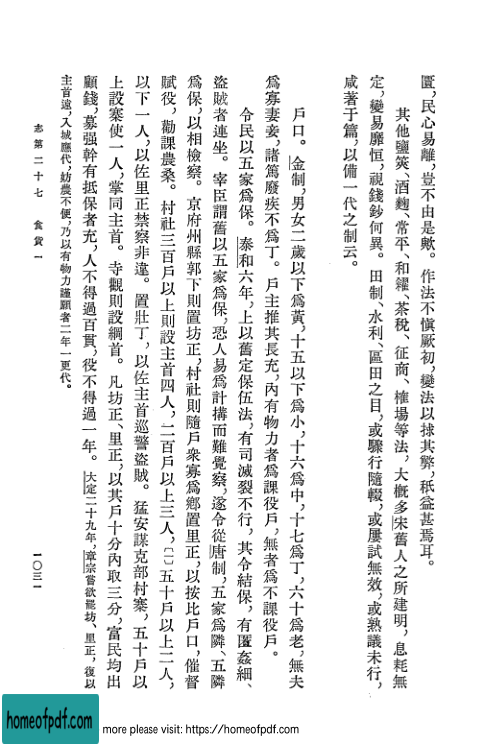 匱，民心易離，豈不由是歟。作法不愼厥初，變法以捄其弊，秪益甚焉耳。
其他鹽筴、酒麴、常平、和糴、茶稅、征商、榷場等法，大概多宋舊人之所建明，息耗無
定，變易靡恒，視錢鈔何異。田制、水利、區田之目，或驟行隨輟，或屢試無效，或熟議未行，
咸著于篇，以備一代之制云。
戶口。金制，男女二歲以下爲黃，十五以下爲小，十六爲中，十七爲丁，六十爲老，無夫
爲寡妻妾，諸篤廢疾不爲丁。戶主推其長充，內有物力者爲課役戶，無者爲不課役戶。
令民以五家爲保。泰和六年，上以舊定保伍法，有司滅裂不行，其令結保，有匿姦細、
盜賊者連坐。宰臣謂舊以五家爲保，恐人易爲計搆而難覺察，遂令從唐制，五家爲鄰、五鄰
爲保，以相檢察。京府州縣郭下則置坊正，村社則隨戶衆寡爲鄉置里正，以按比戶口，催督
賦役，勸課農桑。村社三百戶以上則設主首四人，二百戶以上三人，〔二〕五十戶以上二人，
以下一人，以佐里正禁察非違。置壯丁，以佐主首巡警盜賊。猛安謀克部村寨，五十戶以
上設寨使一人，掌同主首。寺觀則設綱首。凡坊正、里正，以其戶十分內取三分，富民均出
顧錢，募强幹有抵保者充，人不得過百貫，役不得過一年。大定二十九年，章宗嘗欲罷坊、里正，復以
主首遠，入城應代，妨農不便，乃以有物力謹願者二年一更代。
志第二十七 食貨一
一〇三一
homeofpdf.com
more please visit: https://homeofpdf.com